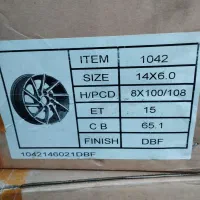 ITEM 1042
SIZE 14X6.0
H/PCD 8X100/108
ET 15
C B 65.1
FINISH DBF
1042146021DBF